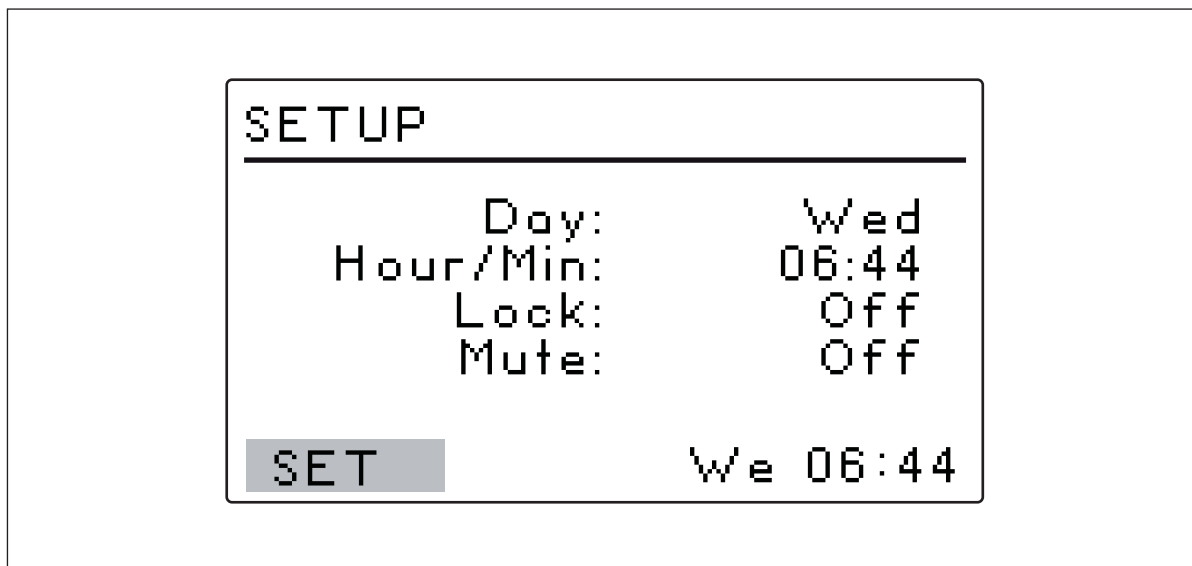 SETUP
Day: Wed
Hour/Min: 06:44
Lock: Off
Mute: Off
SET We 06:44